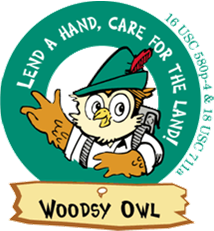 LEND A HAND, CARE FOR THE LAND!
16 USC 580p-4 & 18 USC 711a
WOODSY OWL